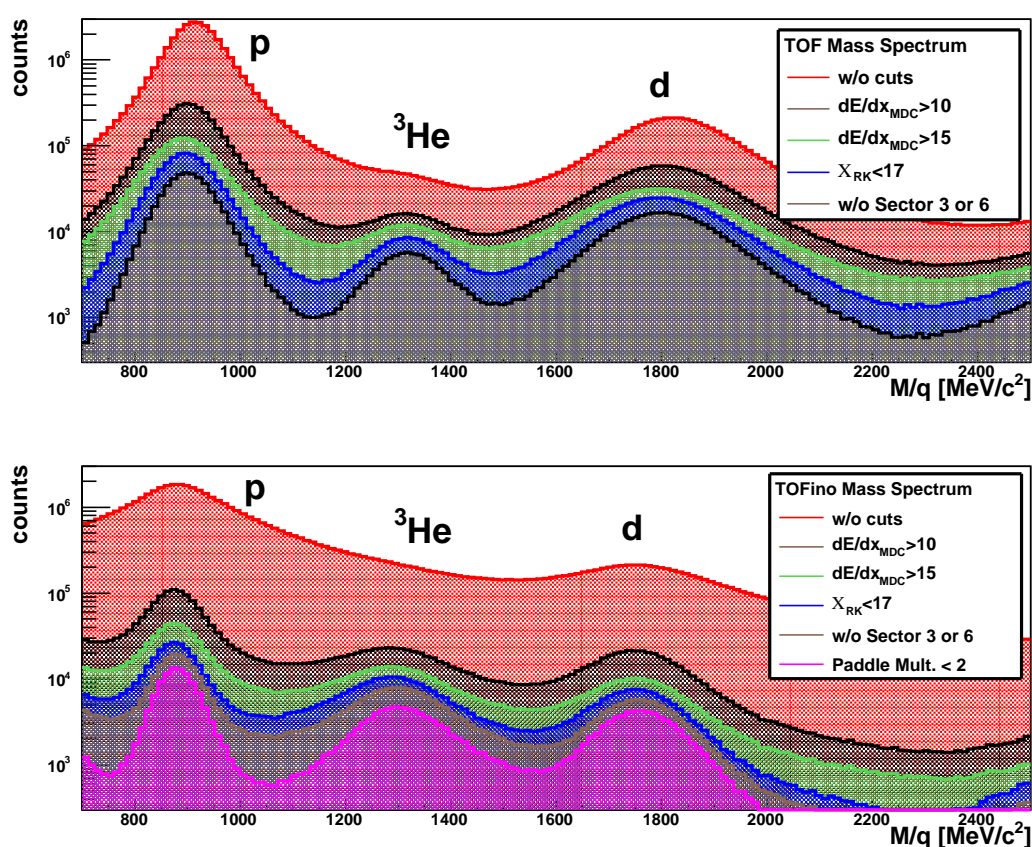 counts
10⁶
10⁵
10⁴
10³
p
³He
d
TOF Mass Spectrum
w/o cuts
dE/dx_MDC>10
dE/dx_MDC>15
X_RK<17
w/o Sector 3 or 6
800 1000 1200 1400 1600 1800 2000 2200 2400
M/q [MeV/c²]
counts
10⁶
10⁵
10⁴
10³
p
³He
d
TOFino Mass Spectrum
w/o cuts
dE/dx_MDC>10
dE/dx_MDC>15
X_RK<17
w/o Sector 3 or 6
Paddle Mult. < 2
800 1000 1200 1400 1600 1800 2000 2200 2400
M/q [MeV/c²]